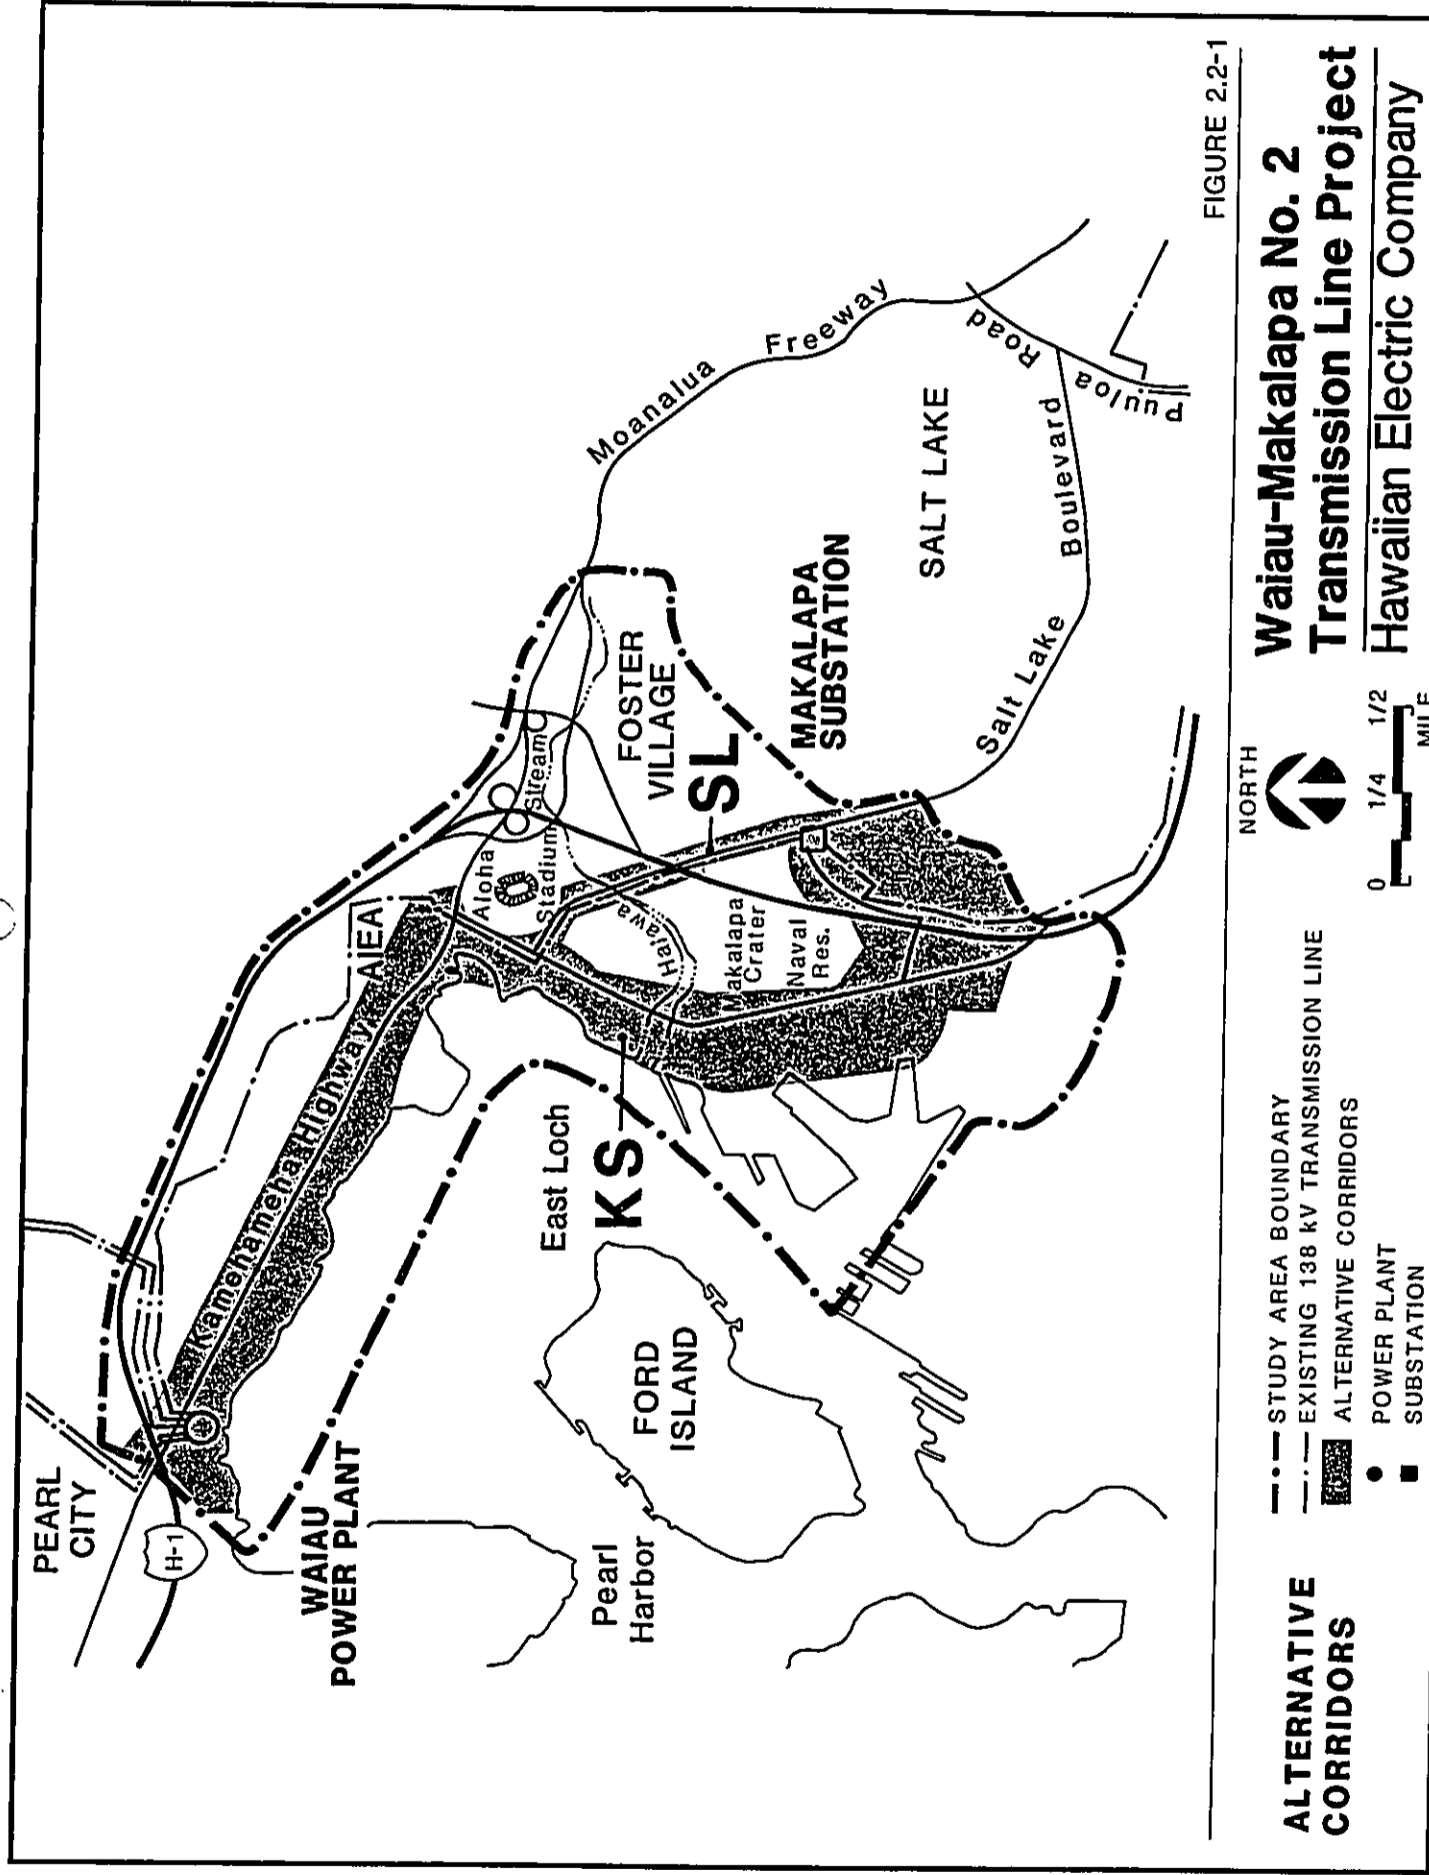 PEARL
CITY
H-1
WAIAU
POWER PLANT
Kamehameha Highway
AIEA
Aloha
Stadium
Stream
Halawa
Moanalua
Freeway
FOSTER
VILLAGE
SL
MAKALAPA
SUBSTATION
SALT LAKE
Salt Lake
Boulevard
Puuloa
Road
Makalapa
Crater
Naval
Res.
East Loch
KS
FORD
ISLAND
Pearl
Harbor
FIGURE 2.2-1
ALTERNATIVE
CORRIDORS
STUDY AREA BOUNDARY
EXISTING 138 kV TRANSMISSION LINE
ALTERNATIVE CORRIDORS
POWER PLANT
SUBSTATION
NORTH
0 1/4 1/2
MILE
Waiau-Makalapa No. 2
Transmission Line Project
Hawaiian Electric Company